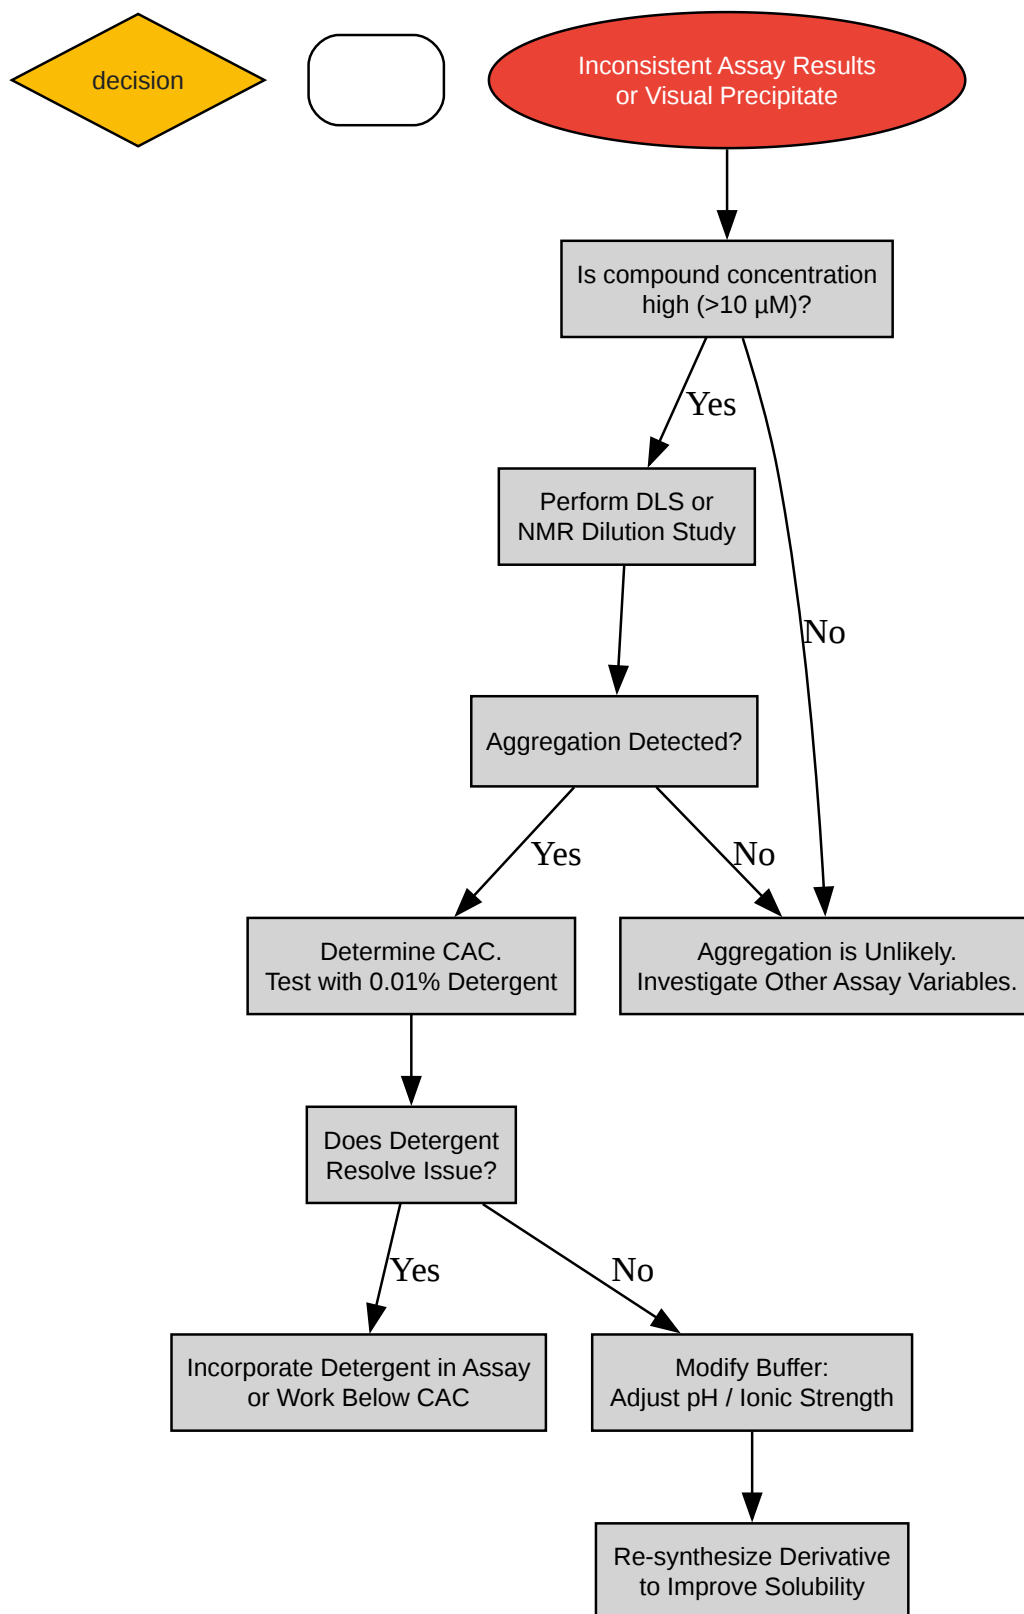 decision
Inconsistent Assay Results
or Visual Precipitate
Is compound concentration
high (>10 µM)?
Yes
Perform DLS or
NMR Dilution Study
No
Aggregation Detected?
Yes
No
Determine CAC.
Test with 0.01% Detergent
Aggregation is Unlikely.
Investigate Other Assay Variables.
Does Detergent
Resolve Issue?
Yes
No
Incorporate Detergent in Assay
or Work Below CAC
Modify Buffer:
Adjust pH / Ionic Strength
Re-synthesize Derivative
to Improve Solubility